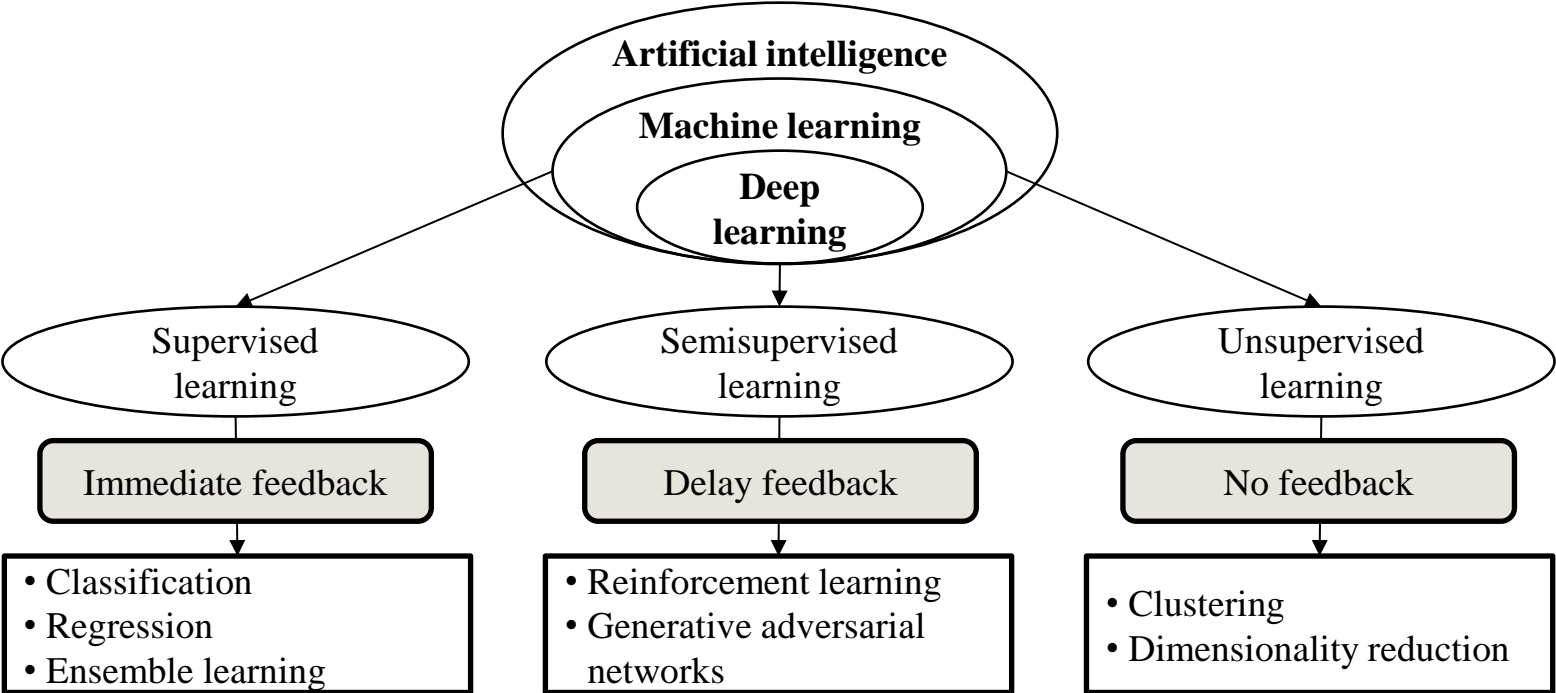 Artificial intelligence
Machine learning
Deep
learning
Supervised
learning
Semisupervised
learning
Unsupervised
learning
Immediate feedback
Delay feedback
No feedback
• Classification
• Regression
• Ensemble learning
• Reinforcement learning
• Generative adversarial
networks
• Clustering
• Dimensionality reduction